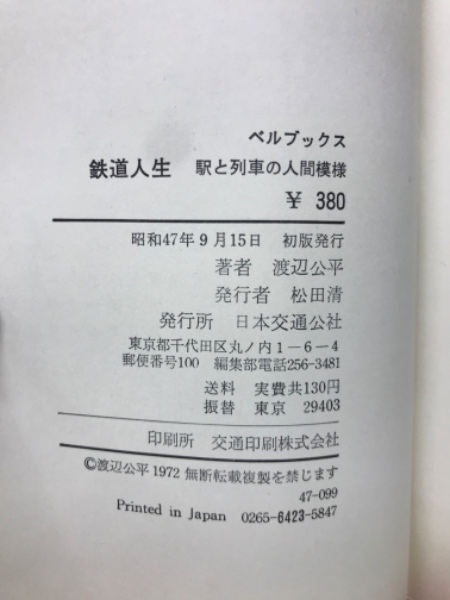 ベルブックス
鉄道人生 駅と列車の人間模様
¥ 380
昭和47年9月15日 初版発行
著者 渡辺公平
発行者 松田清
発行所 日本交通公社
東京都千代田区丸ノ内1-6-4
郵便番号100 編集部電話256-3481
送料 実費共130円
振替 東京 29403
印刷所 交通印刷株式会社
©渡辺公平 1972 無断転載複製を禁じます
47-099
Printed in Japan 0265-6423-5847